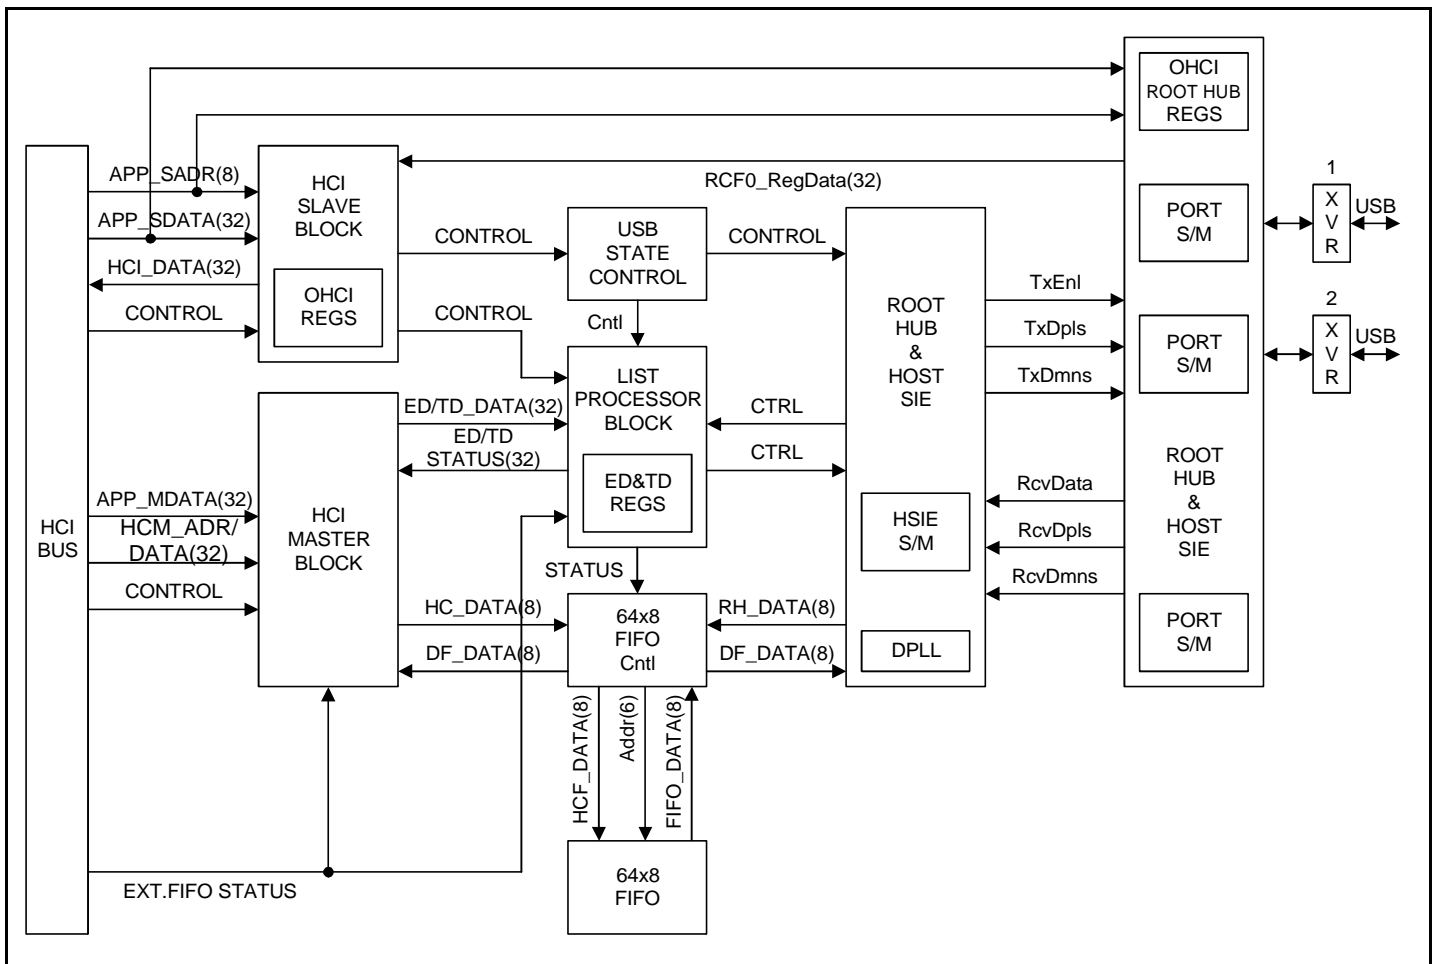 HCI
BUS
APP_SADR(8)
APP_SDATA(32)
HCI_DATA(32)
CONTROL
APP_MDATA(32)
HCM_ADR/
DATA(32)
CONTROL
EXT.FIFO STATUS
HCI
SLAVE
BLOCK
OHCI
REGS
HCI
MASTER
BLOCK
CONTROL
CONTROL
ED/TD_DATA(32)
ED/TD
STATUS(32)
HC_DATA(8)
DF_DATA(8)
RCF0_RegData(32)
USB
STATE
CONTROL
Cntl
LIST
PROCESSOR
BLOCK
ED&TD
REGS
STATUS
64x8
FIFO
Cntl
HCF_DATA(8)
Addr(6)
FIFO_DATA(8)
64x8
FIFO
CONTROL
CTRL
CTRL
RH_DATA(8)
DF_DATA(8)
ROOT
HUB
&
HOST
SIE
HSIE
S/M
DPLL
TxEnl
TxDpls
TxDmns
RcvData
RcvDpls
RcvDmns
OHCI
ROOT HUB
REGS
PORT
S/M
PORT
S/M
ROOT
HUB
&
HOST
SIE
PORT
S/M
1
X
V
R
USB
2
X
V
R
USB